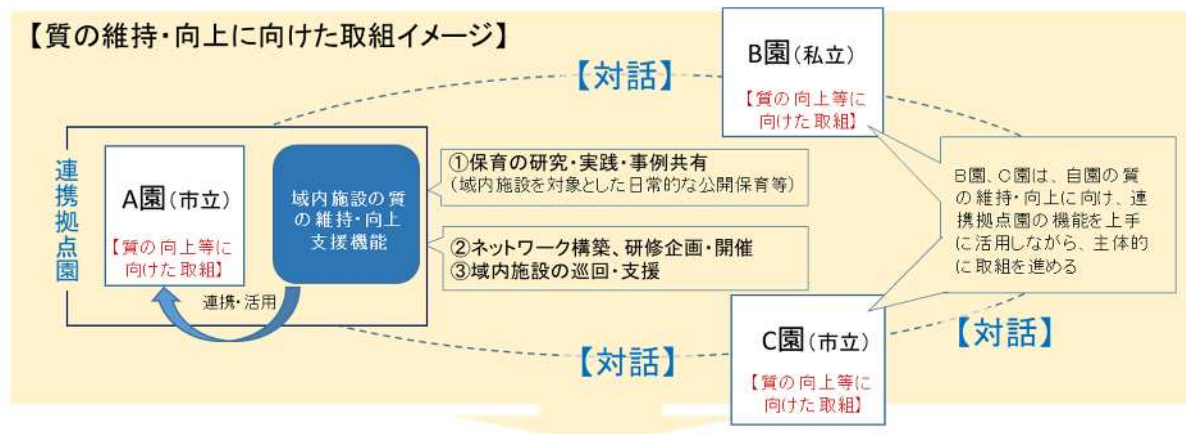 【質の維持・向上に向けた取組イメージ】
【対話】
B園(私立)
【質の向上等に
向けた取組】
連携拠点園
A園(市立)
【質の向上等に
向けた取組】
域内施設の質
の維持・向上
支援機能
連携・活用
①保育の研究・実践・事例共有
(域内施設を対象とした日常的な公開保育等)
②ネットワーク構築、研修企画・開催
③域内施設の巡回・支援
B園、C園は、自園の質
の維持・向上に向け、連
携拠点園の機能を上手
に活用しながら、主体的
に取組を進める
【対話】
C園(市立)
【質の向上等に
向けた取組】
【対話】